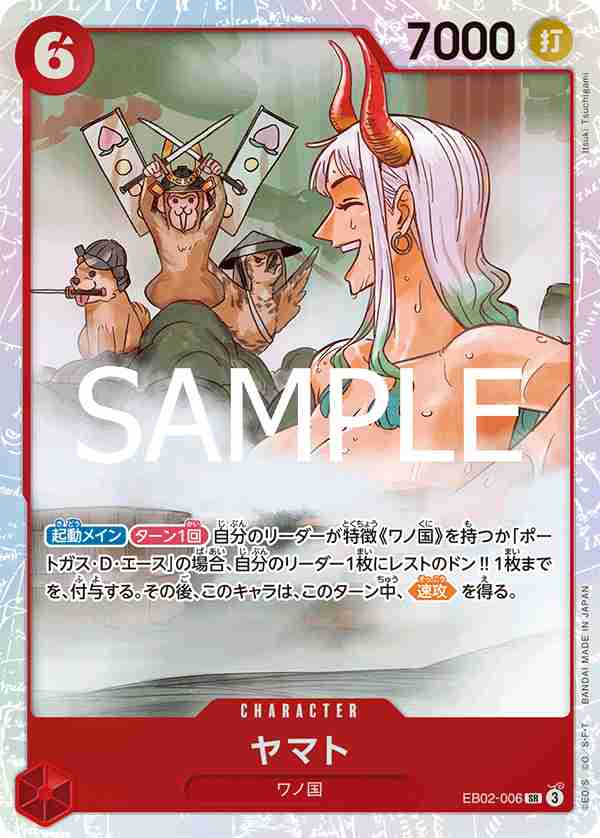 BLICHES EISMEER
6
7000 打
Itsuki Tsuchigami
SAMPLE
起動メイン ターン1回 自分のリーダーが特徴《ワノ国》を持つか「ポー
トガス・D・エース」の場合、自分のリーダー1枚にレストのドン!!1枚まで
を、付与する。その後、このキャラは、このターン中、速攻 を得る。
CHARACTER
ヤマト
ワノ国
EB02-006 SR 3
©E.O/S. ©O. S・F・T BANDAI MADE IN JAPAN